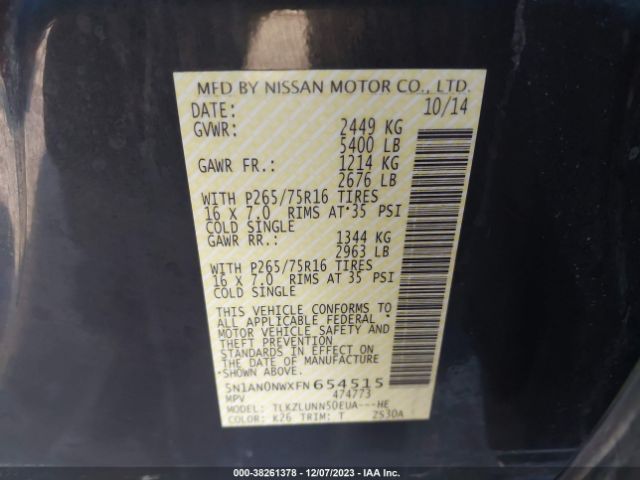 MFD BY NISSAN MOTOR CO., LTD.
DATE: 10/14
GVWR: 2449 KG
5400 LB
GAWR FR.: 1214 KG
2676 LB
WITH P265/75R16 TIRES
16 X 7.0 RIMS AT 35 PSI
COLD SINGLE
GAWR RR.: 1344 KG
2963 LB
WITH P265/75R16 TIRES
16 X 7.0 RIMS AT 35 PSI
COLD SINGLE
THIS VEHICLE CONFORMS TO
ALL APPLICABLE FEDERAL
MOTOR VEHICLE SAFETY AND
THEFT PREVENTION
STANDARDS IN EFFECT ON
THE DATE OF MANUFACTURE
SHOWN ABOVE.
5N1AN0NWXFN654515
MPV 474773
MODEL: TLKZLUNN50EUA---HE
COLOR: K26 TRIM: T ZS30A
000-38261378 - 12/07/2023 - IAA Inc.